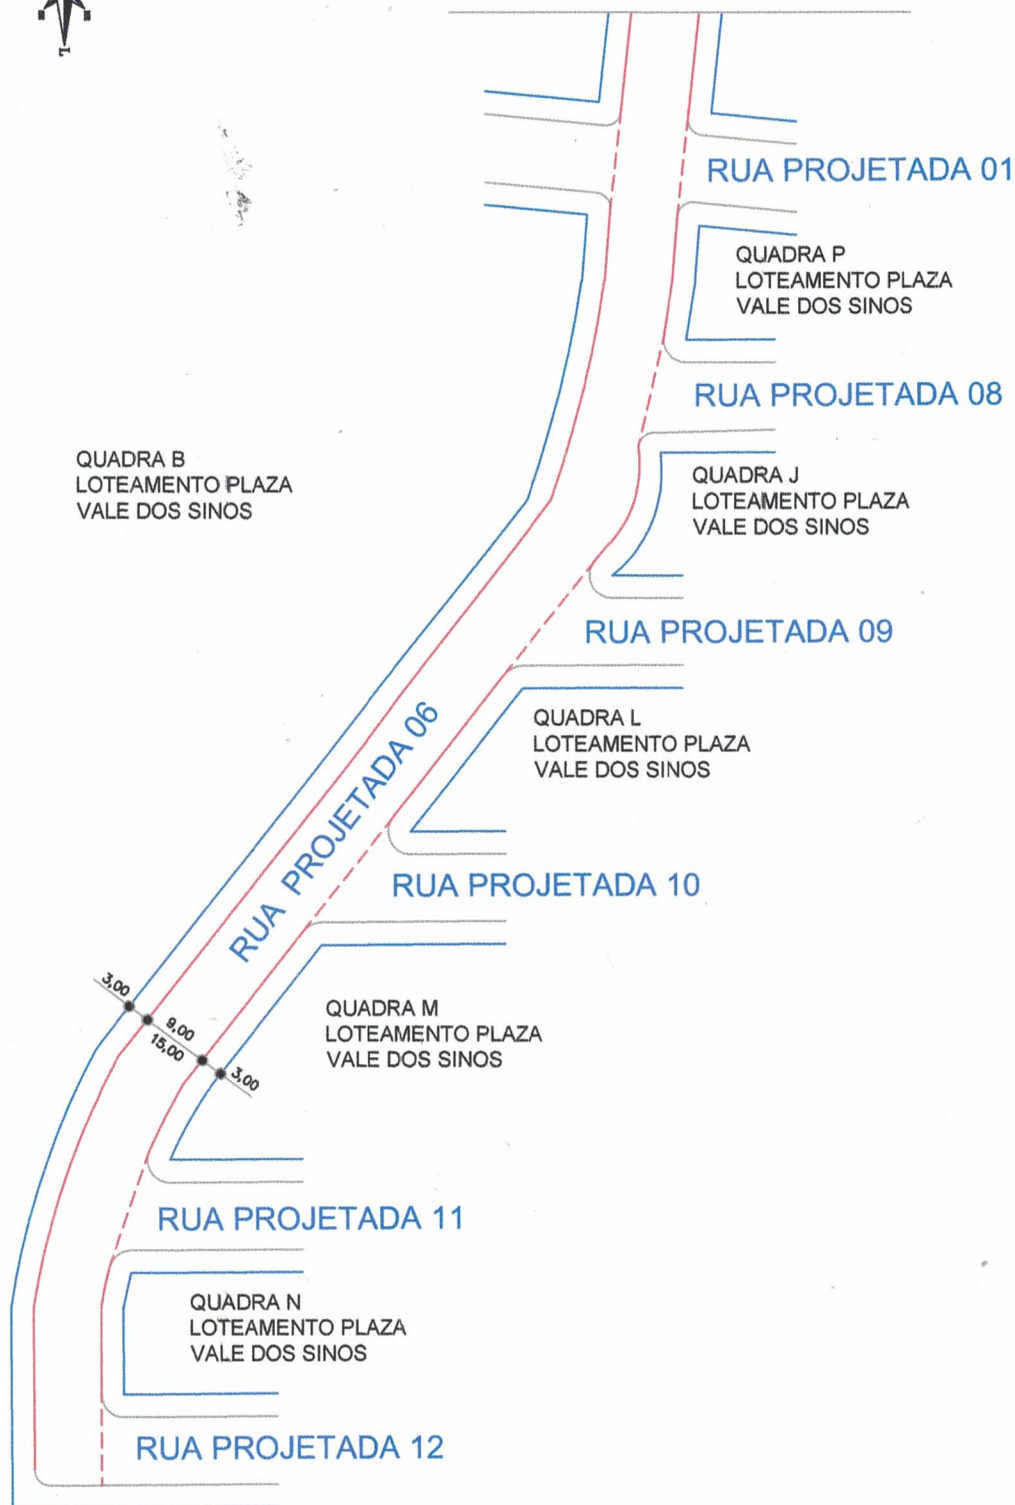 RUA PROJETADA 01
QUADRA P
LOTEAMENTO PLAZA
VALE DOS SINOS
RUA PROJETADA 08
QUADRA B
LOTEAMENTO PLAZA
VALE DOS SINOS
QUADRA J
LOTEAMENTO PLAZA
VALE DOS SINOS
RUA PROJETADA 09
QUADRA L
LOTEAMENTO PLAZA
VALE DOS SINOS
RUA PROJETADA 06
RUA PROJETADA 10
3,00
9,00
15,00
3,00
QUADRA M
LOTEAMENTO PLAZA
VALE DOS SINOS
RUA PROJETADA 11
QUADRA N
LOTEAMENTO PLAZA
VALE DOS SINOS
RUA PROJETADA 12